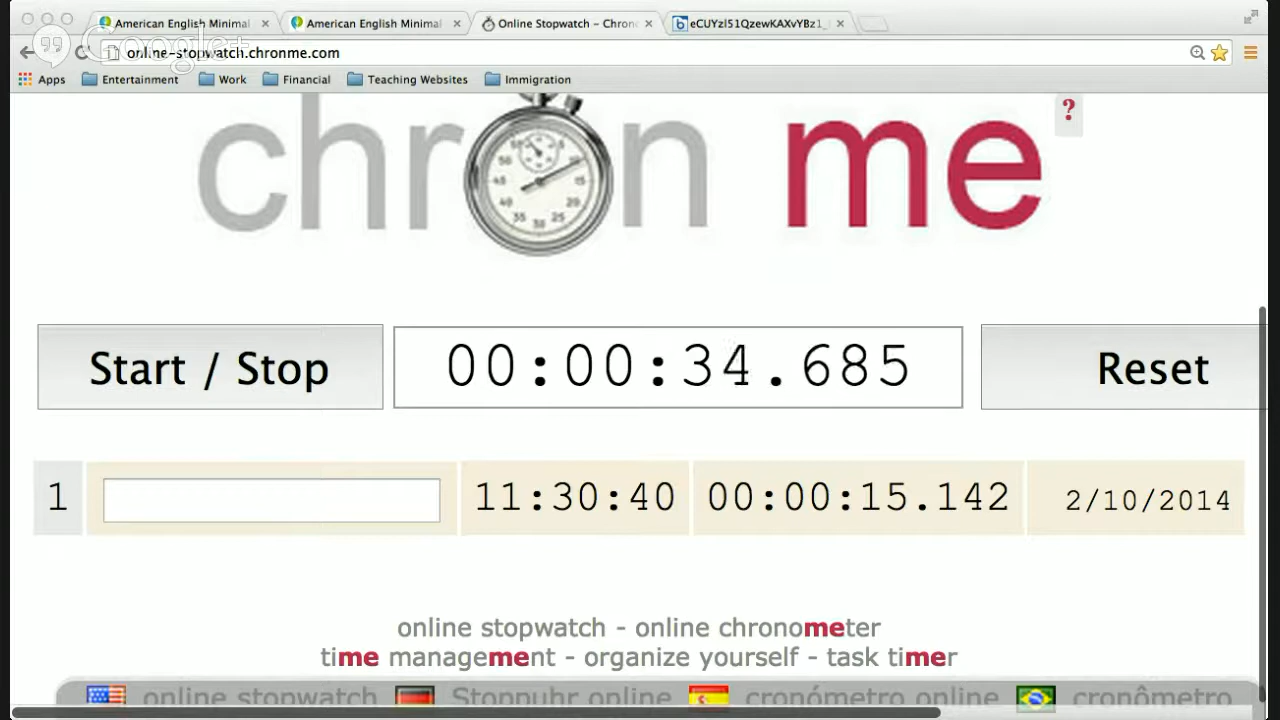 American English Minimal
American English Minimal
Online Stopwatch – Chron
eCUYzI51QzewKAXvYBz1_
Google+
online-stopwatch.chronme.com
Apps Entertainment Work Financial Teaching Websites Immigration
chron me ?
Start / Stop 00:00:34.685 Reset
1 11:30:40 00:00:15.142 2/10/2014
online stopwatch - online chronometer
time management - organize yourself - task timer
online stopwatch Stoppuhr online cronómetro online cronômetro